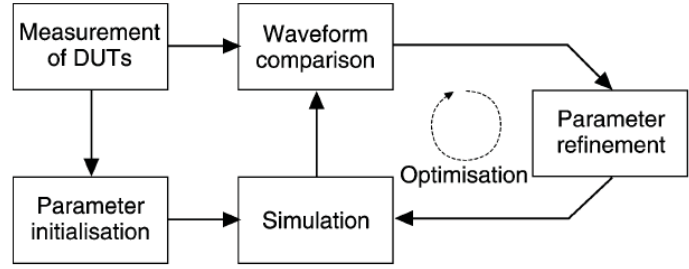 Measurement
of DUTs
Waveform
comparison
Parameter
refinement
Optimisation
Parameter
initialisation
Simulation